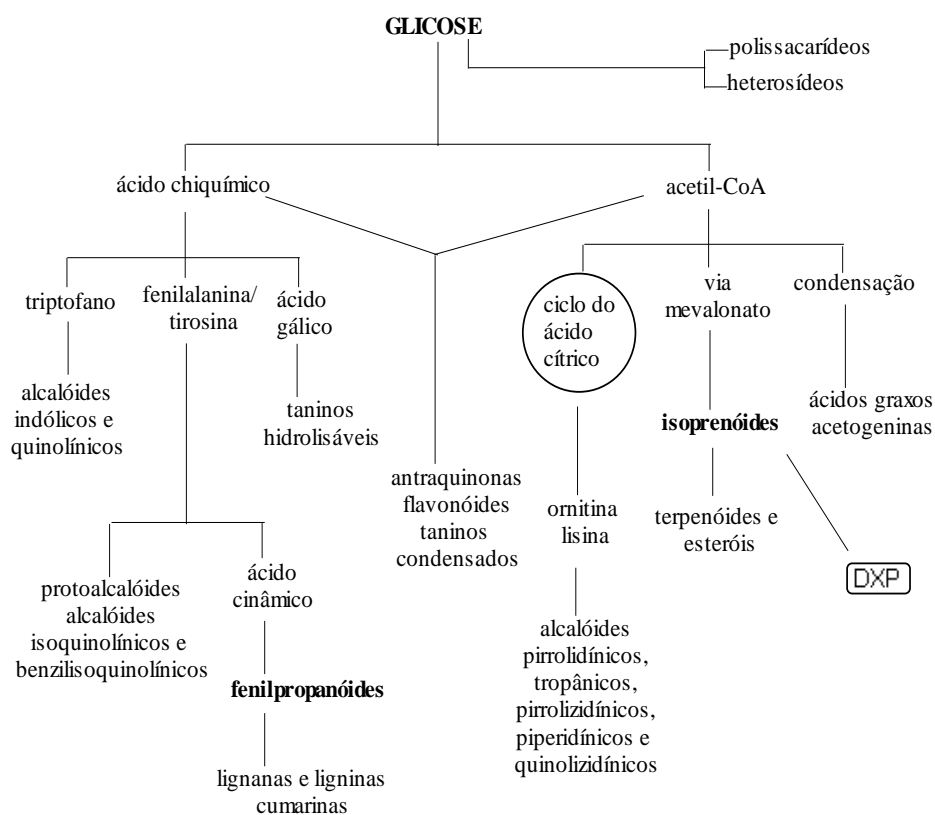 GLICOSE
polissacarídeos
heterosídeos
ácido chiquímico
acetil-CoA
triptofano
fenilalanina/
tirosina
ácido
gálico
ciclo do
ácido
cítrico
via
mevalonato
condensação
alcalóides
indólicos e
quinolínicos
taninos
hidrolisáveis
antraquinonas
flavonóides
taninos
condensados
isoprenóides
ácidos graxos
acetogeninas
ornitina
lisina
terpenóides e
esteróis
DXP
protoalcalóides
alcalóides
isoquinolínicos e
benzilisoquinolínicos
ácido
cinâmico
fenilpropanóides
lignanas e ligninas
cumarinas
alcalóides
pirrolidínicos,
tropânicos,
pirrolizidínicos,
piperidínicos e
quinolizidínicos